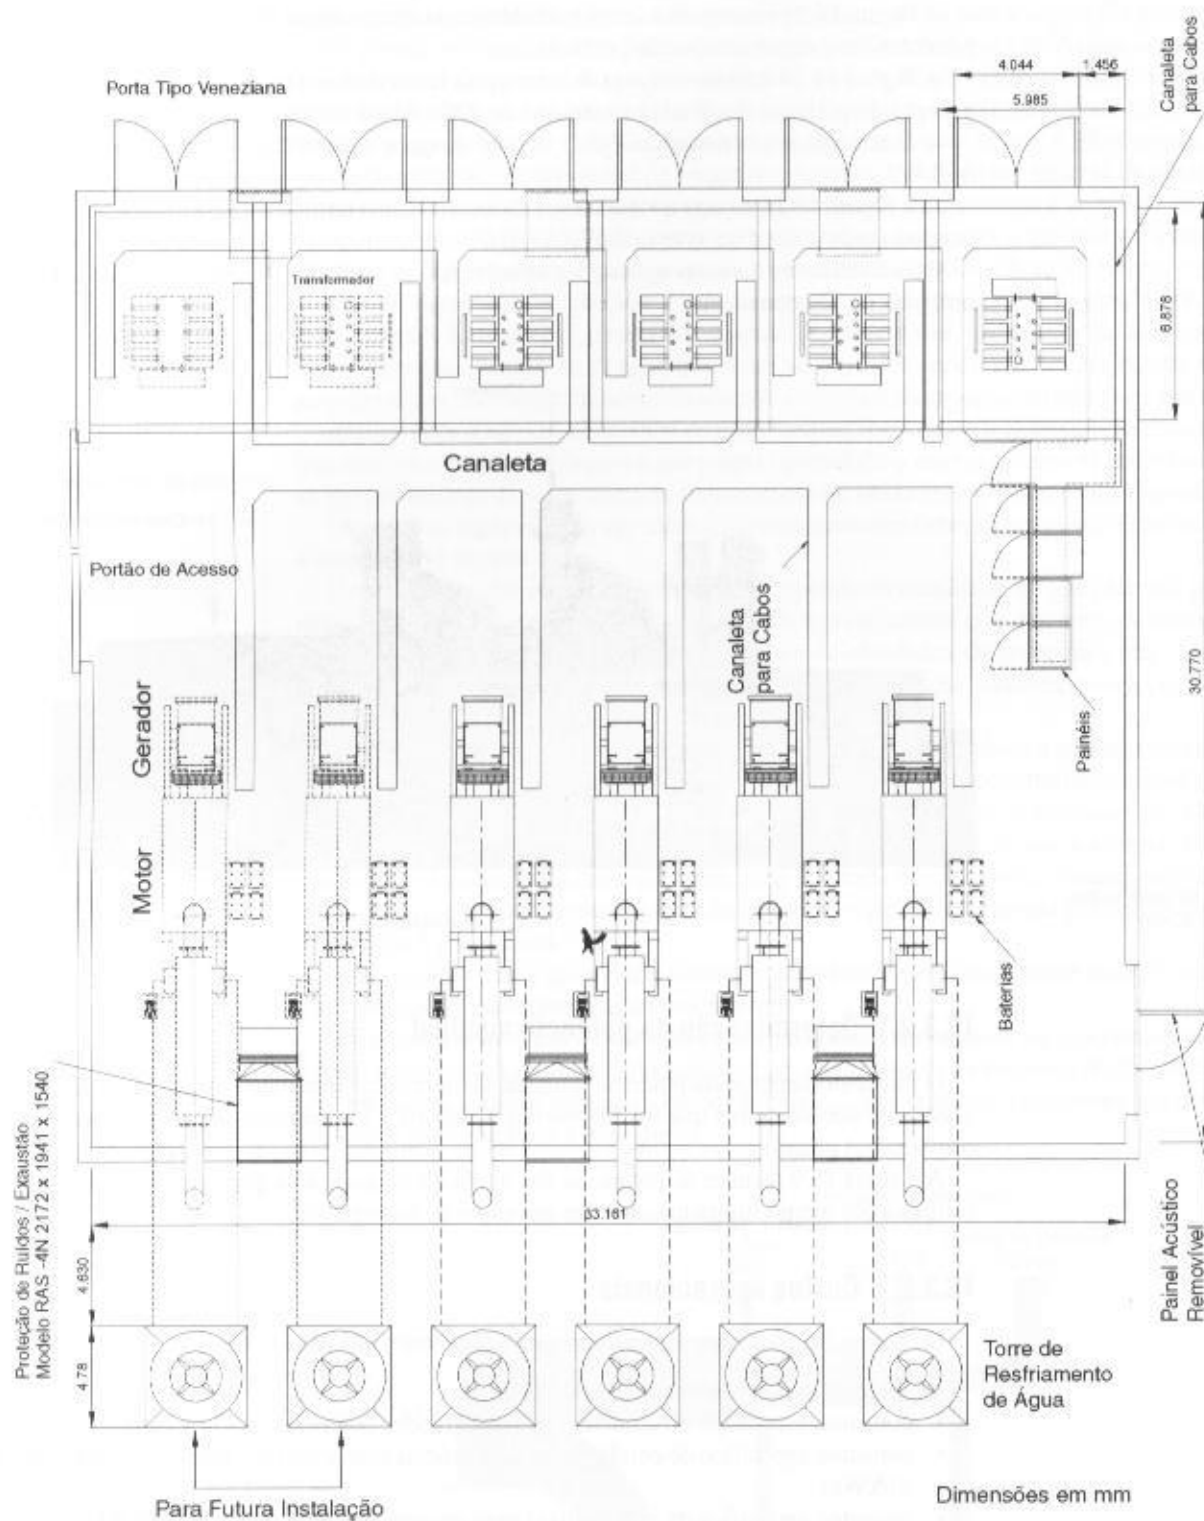 Porta Tipo Veneziana
4.044
1.456
5.985
Canaleta
para Cabos
Transformador
6.878
Canaleta
Portão de Acesso
Canaleta
para Cabos
30.770
Gerador
Painéis
Motor
Baterias
Proteção de Ruídos / Exaustão
Modelo RAS -4N 2172 x 1941 x 1540
33.161
4.630
Painel Acústico
Removível
4.78
Torre de
Resfriamento
de Água
Para Futura Instalação
Dimensões em mm